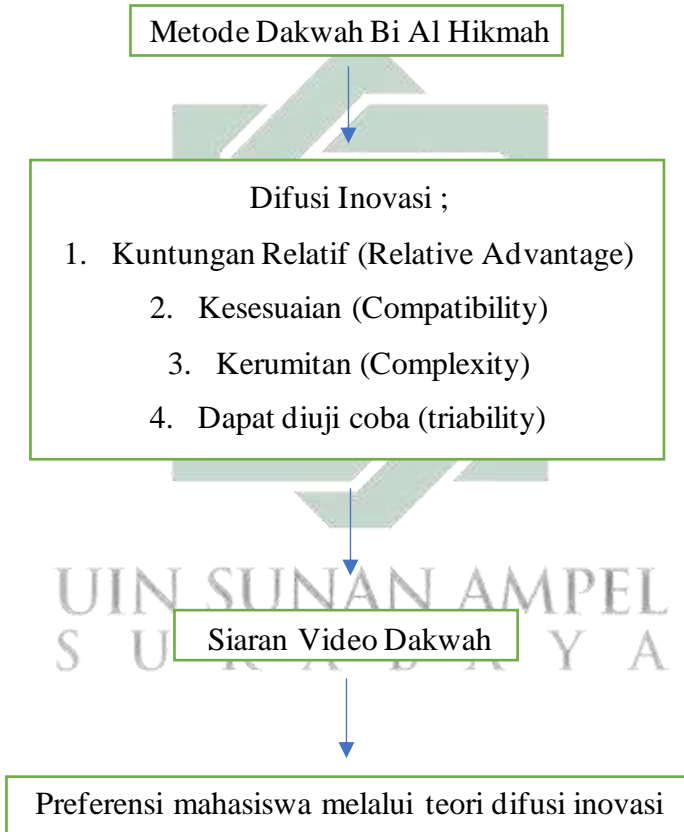 Metode Dakwah Bi Al Hikmah
Difusi Inovasi ;
1. Kuntungan Relatif (Relative Advantage)
2. Kesesuaian (Compatibility)
3. Kerumitan (Complexity)
4. Dapat diuji coba (triability)
UIN SUNAN AMPEL
Siaran Video Dakwah
S U R A B A Y A
Preferensi mahasiswa melalui teori difusi inovasi